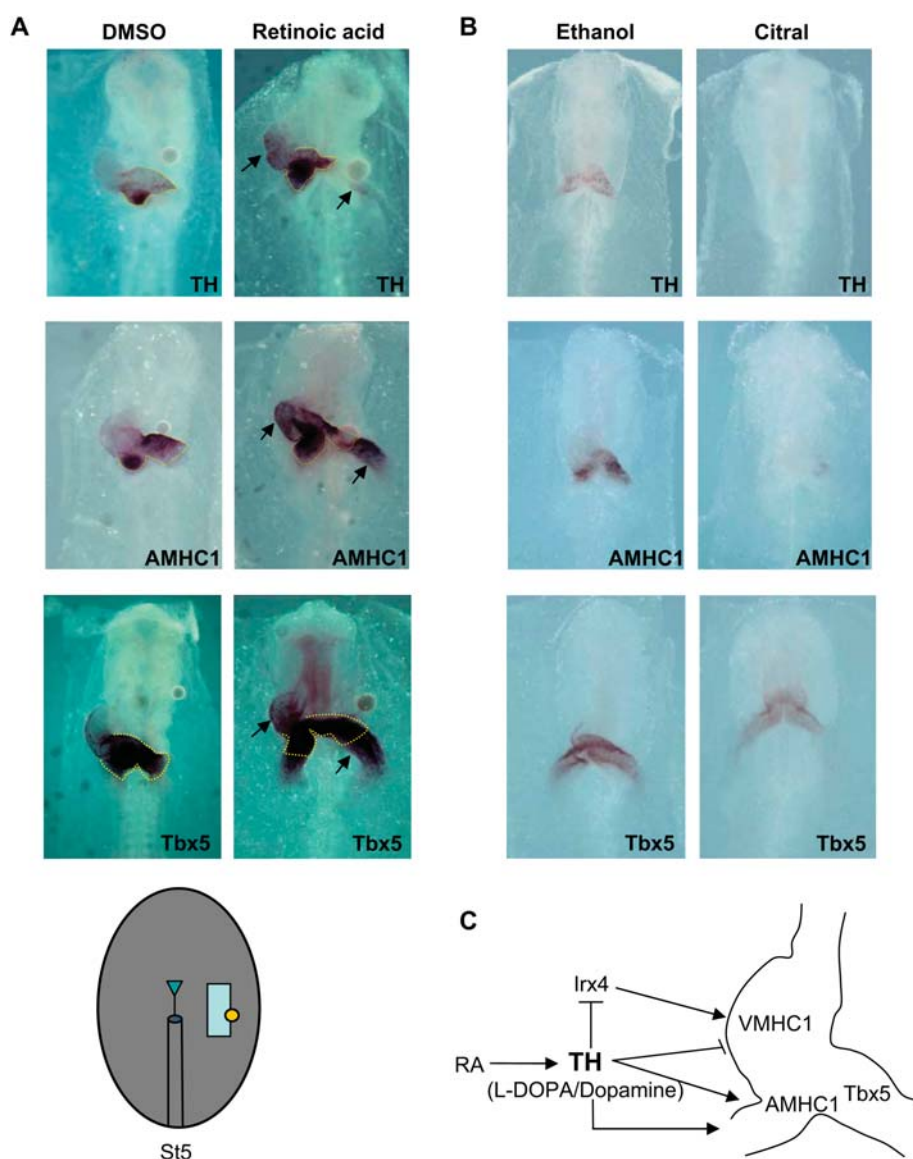 A
DMSO
Retinoic acid
B
Ethanol
Citral
TH
TH
TH
TH
AMHC1
AMHC1
AMHC1
AMHC1
Tbx5
Tbx5
Tbx5
Tbx5
St5
C
Irx4
VMHC1
RA
TH
(L-DOPA/Dopamine)
AMHC1
Tbx5